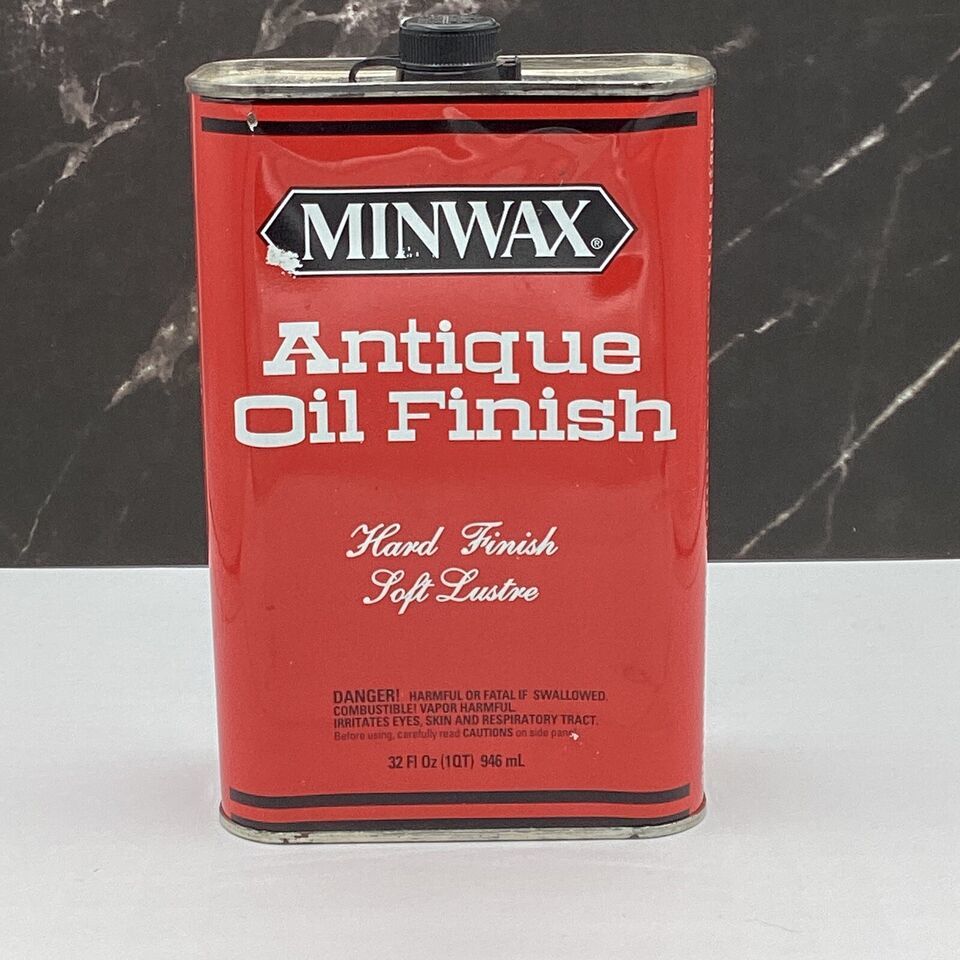 MINWAX®
Antique
Oil Finish
Hard Finish
Soft Lustre
DANGER! HARMFUL OR FATAL IF SWALLOWED.
COMBUSTIBLE! VAPOR HARMFUL.
IRRITATES EYES, SKIN AND RESPIRATORY TRACT.
Before using, carefully read CAUTIONS on side panel.
32 Fl Oz (1QT) 946 mL